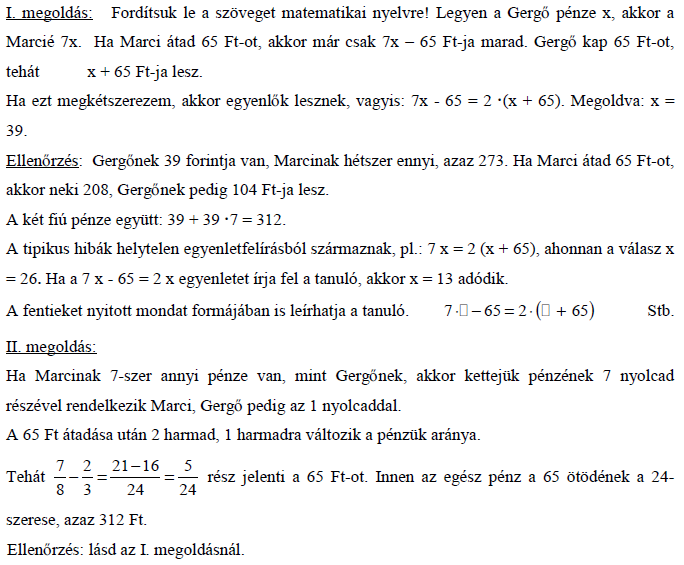 I. megoldás: Fordítsuk le a szöveget matematikai nyelvre! Legyen a Gergő pénze x, akkor a
Marcié 7x. Ha Marci átad 65 Ft-ot, akkor már csak 7x – 65 Ft-ja marad. Gergő kap 65 Ft-ot,
tehát x + 65 Ft-ja lesz.
Ha ezt megkétszerezem, akkor egyenlők lesznek, vagyis: 7x - 65 = 2 ·(x + 65). Megoldva: x =
39.
Ellenőrzés: Gergőnek 39 forintja van, Marcinak hétszer ennyi, azaz 273. Ha Marci átad 65 Ft-ot,
akkor neki 208, Gergőnek pedig 104 Ft-ja lesz.
A két fiú pénze együtt: 39 + 39 ·7 = 312.
A tipikus hibák helytelen egyenletfelírásból származnak, pl.: 7 x = 2 (x + 65), ahonnan a válasz x
= 26. Ha a 7 x - 65 = 2 x egyenletet írja fel a tanuló, akkor x = 13 adódik.
A fentieket nyitott mondat formájában is leírhatja a tanuló. 7·□ – 65 = 2·(□ + 65) Stb.
II. megoldás:
Ha Marcinak 7-szer annyi pénze van, mint Gergőnek, akkor kettejük pénzének 7 nyolcad
részével rendelkezik Marci, Gergő pedig az 1 nyolcaddal.
A 65 Ft átadása után 2 harmad, 1 harmadra változik a pénzük aránya.
Tehát 7/8 – 2/3 = (21–16)/24 = 5/24 rész jelenti a 65 Ft-ot. Innen az egész pénz a 65 ötödének a 24-
szerese, azaz 312 Ft.
Ellenőrzés: lásd az I. megoldásnál.